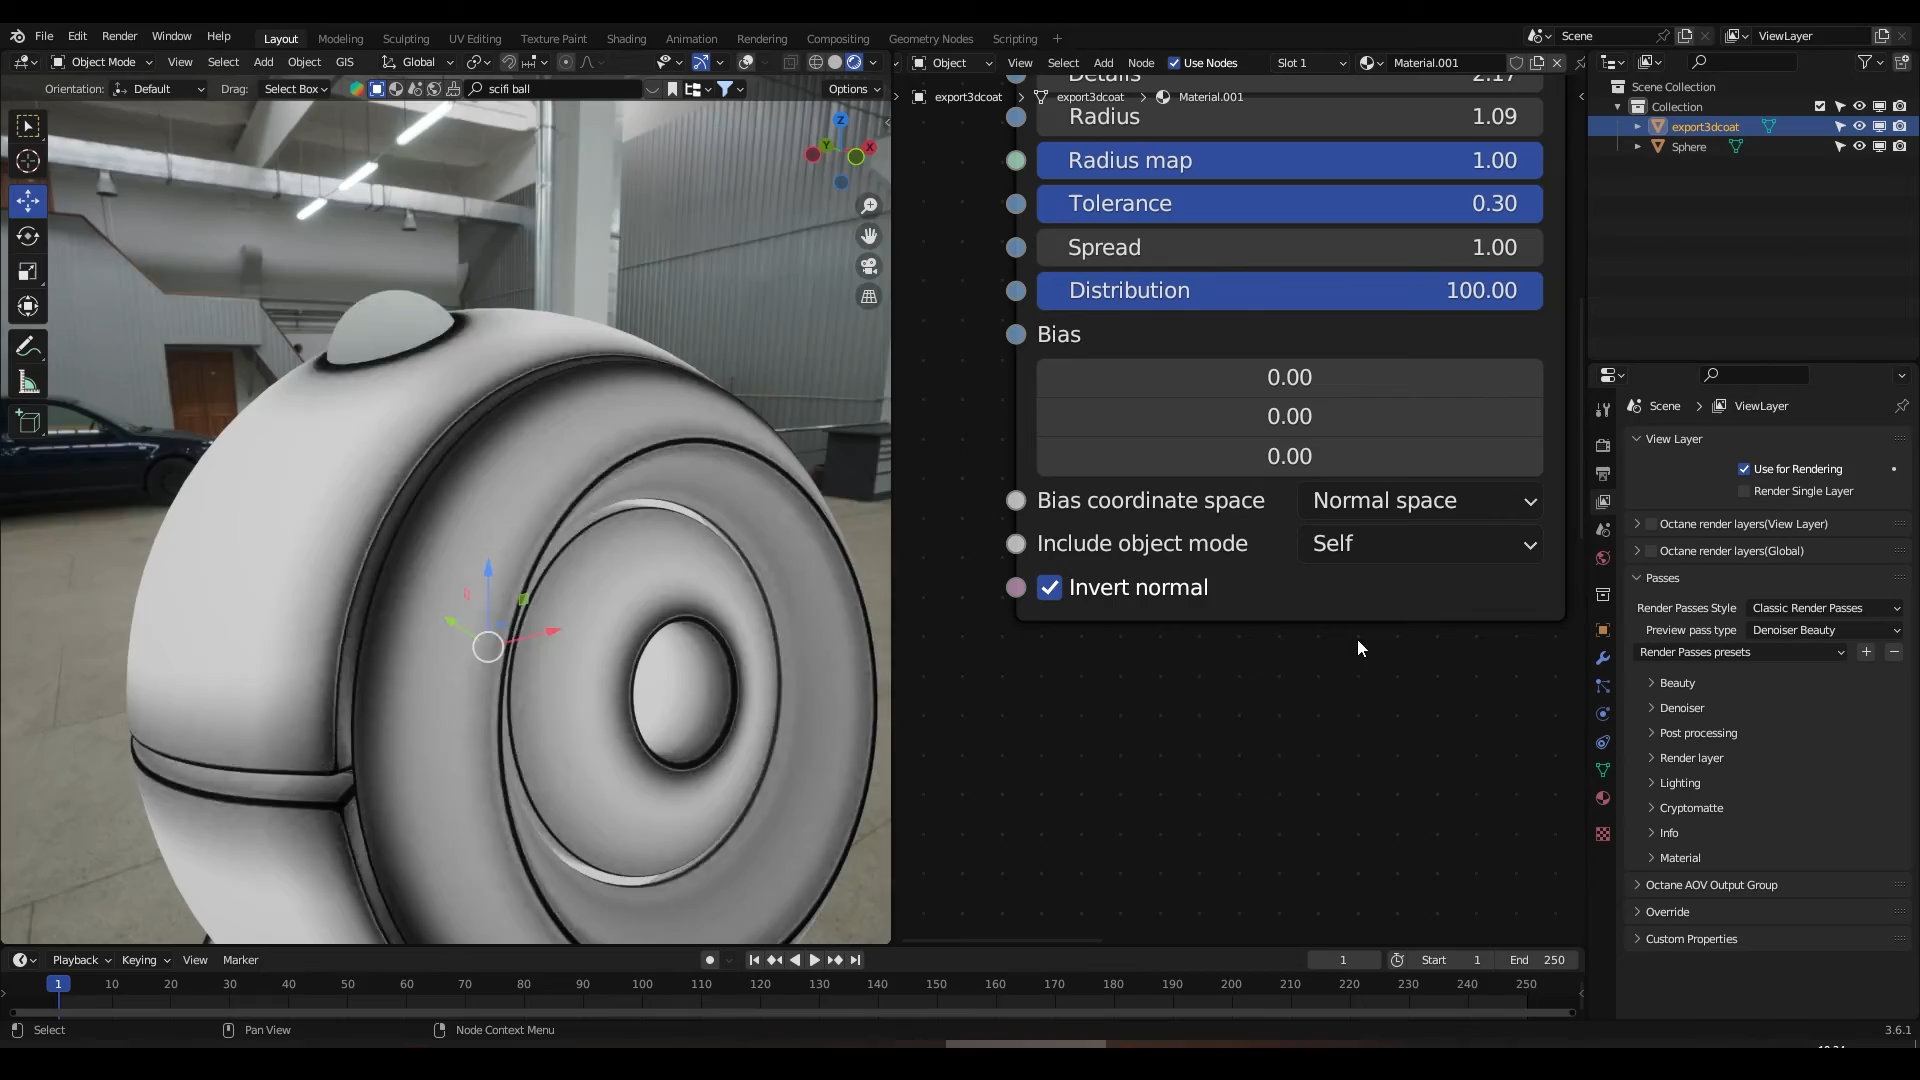 File Edit Render Window Help Layout Modeling Sculpting UV Editing Texture Paint Shading Animation Rendering Compositing Geometry Nodes Scripting + Scene ViewLayer
Object Mode View Select Add Object GIS Global Object View Select Add Node Use Nodes Slot 1 Material.001
Orientation: Default Drag: Select Box scifi ball Options
export3dcoat > export3dcoat > Material.001
Radius 1.09
Radius map 1.00
Tolerance 0.30
Spread 1.00
Distribution 100.00
Bias
0.00
0.00
0.00
Bias coordinate space Normal space
Include object mode Self
Invert normal
Z
Y
X
Scene Collection
Collection
export3dcoat
Sphere
Scene > ViewLayer
View Layer
Use for Rendering
Render Single Layer
Octane render layers(View Layer)
Octane render layers(Global)
Passes
Render Passes Style Classic Render Passes
Preview pass type Denoiser Beauty
Render Passes presets
Beauty
Denoiser
Post processing
Render layer
Lighting
Cryptomatte
Info
Material
Octane AOV Output Group
Override
Custom Properties
Playback Keying View Marker 1 Start 1 End 250
1 10 20 30 40 50 60 70 80 90 100 110 120 130 140 150 160 170 180 190 200 210 220 230 240 250
Select Pan View Node Context Menu 3.6.1